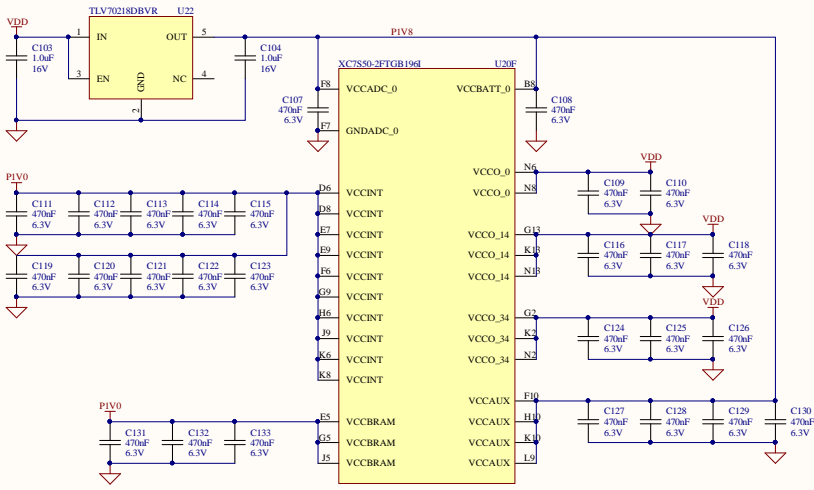 TLV70218DBVR U22
VDD
1 IN OUT 5
P1V8
C103
1.0uF
16V
C104
1.0uF
16V
3 EN NC 4
GND
2
XC7S50-2FTGB196I U20F
F8 VCCADC_0 VCCBATT_0 B8
C107
470nF
6.3V
C108
470nF
6.3V
F7 GNDADC_0
VDD
VCCO_0 N6
VCCO_0 N8
C109
470nF
6.3V
C110
470nF
6.3V
P1V0
C111
470nF
6.3V
C112
470nF
6.3V
C113
470nF
6.3V
C114
470nF
6.3V
C115
470nF
6.3V
D6 VCCINT
D8 VCCINT
E7 VCCINT
E9 VCCINT
F6 VCCINT
G9 VCCINT
H6 VCCINT
J9 VCCINT
K6 VCCINT
K8 VCCINT
VDD
VCCO_14 G13
VCCO_14 K13
VCCO_14 N13
C116
470nF
6.3V
C117
470nF
6.3V
C118
470nF
6.3V
C119
470nF
6.3V
C120
470nF
6.3V
C121
470nF
6.3V
C122
470nF
6.3V
C123
470nF
6.3V
VDD
VCCO_34 G2
VCCO_34 K2
VCCO_34 N2
C124
470nF
6.3V
C125
470nF
6.3V
C126
470nF
6.3V
VCCAUX F10
VCCAUX H10
VCCAUX K10
VCCAUX L9
C127
470nF
6.3V
C128
470nF
6.3V
C129
470nF
6.3V
C130
470nF
6.3V
P1V0
C131
470nF
6.3V
C132
470nF
6.3V
C133
470nF
6.3V
E5 VCCBRAM
G5 VCCBRAM
J5 VCCBRAM